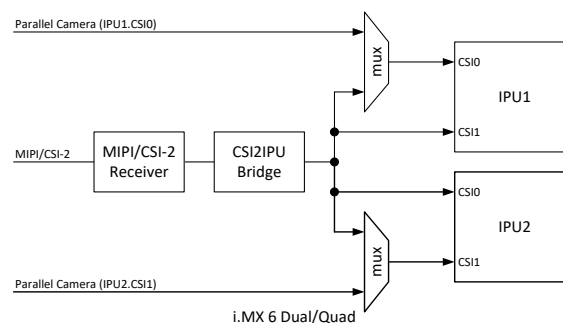 Parallel Camera (IPU1.CSI0)
mux
CSI0
IPU1
CSI1
MIPI/CSI-2
MIPI/CSI-2
Receiver
CSI2IPU
Bridge
CSI0
IPU2
mux
CSI1
Parallel Camera (IPU2.CSI1)
i.MX 6 Dual/Quad